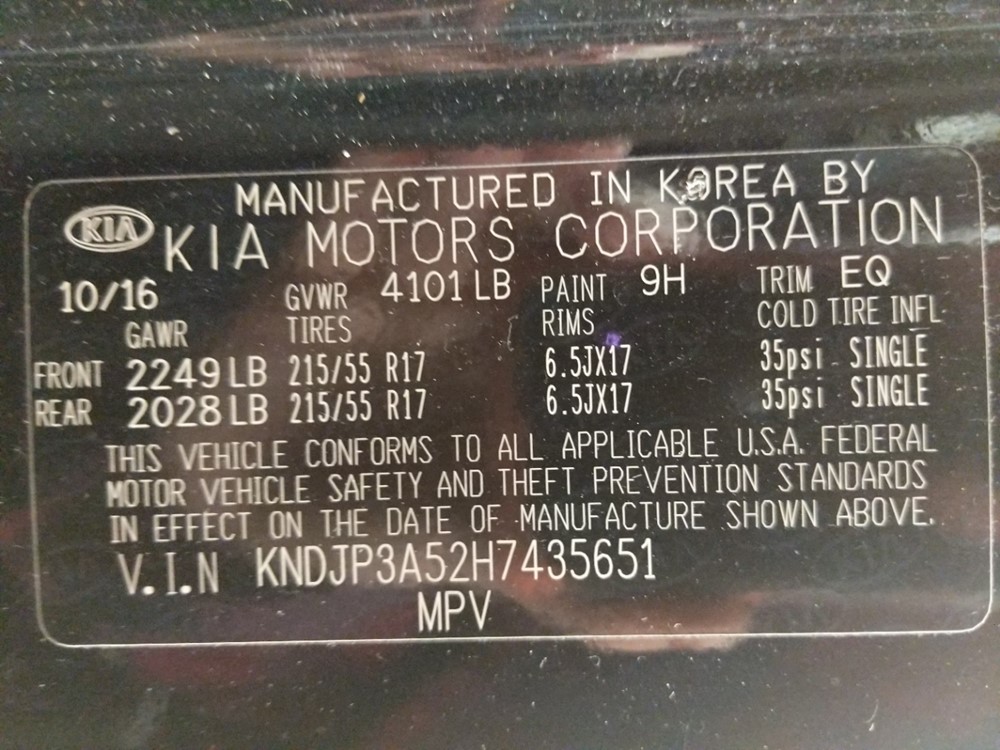 MANUFACTURED IN KOREA BY
KIA KIA MOTORS CORPORATION
10/16 GVWR 4101 LB PAINT 9H TRIM EQ
GAWR TIRES RIMS COLD TIRE INFL
FRONT 2249 LB 215/55 R17 6.5JX17 35psi SINGLE
REAR 2028 LB 215/55 R17 6.5JX17 35psi SINGLE
THIS VEHICLE CONFORMS TO ALL APPLICABLE U.S.A. FEDERAL
MOTOR VEHICLE SAFETY AND THEFT PREVENTION STANDARDS
IN EFFECT ON THE DATE OF MANUFACTURE SHOWN ABOVE.
V.I.N KNDJP3A52H7435651
MPV